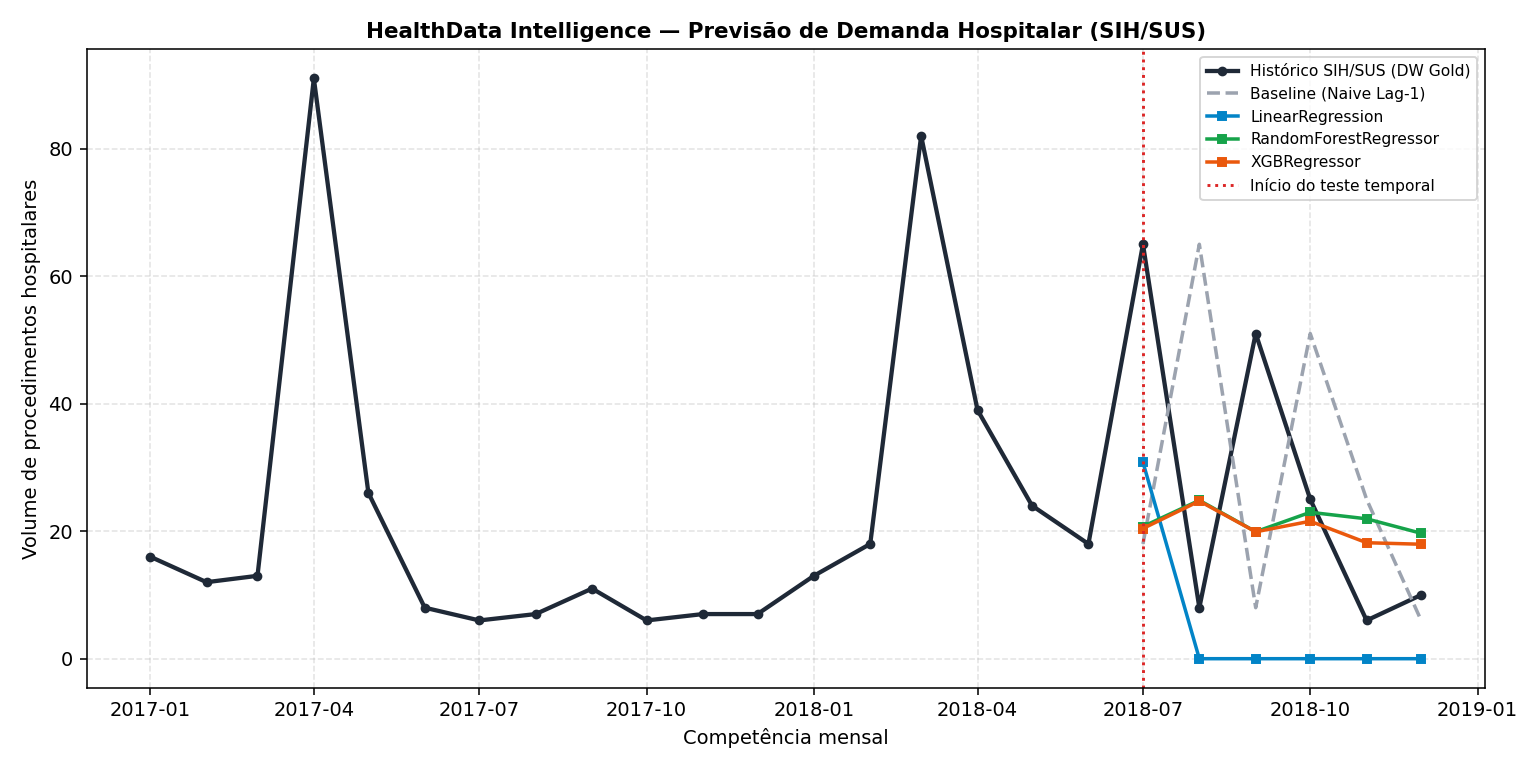 HealthData Intelligence — Previsão de Demanda Hospitalar (SIH/SUS)
Histórico SIH/SUS (DW Gold)
Baseline (Naive Lag-1)
LinearRegression
RandomForestRegressor
XGBRegressor
Início do teste temporal
Volume de procedimentos hospitalares
80
60
40
20
0
2017-01 2017-04 2017-07 2017-10 2018-01 2018-04 2018-07 2018-10 2019-01
Competência mensal